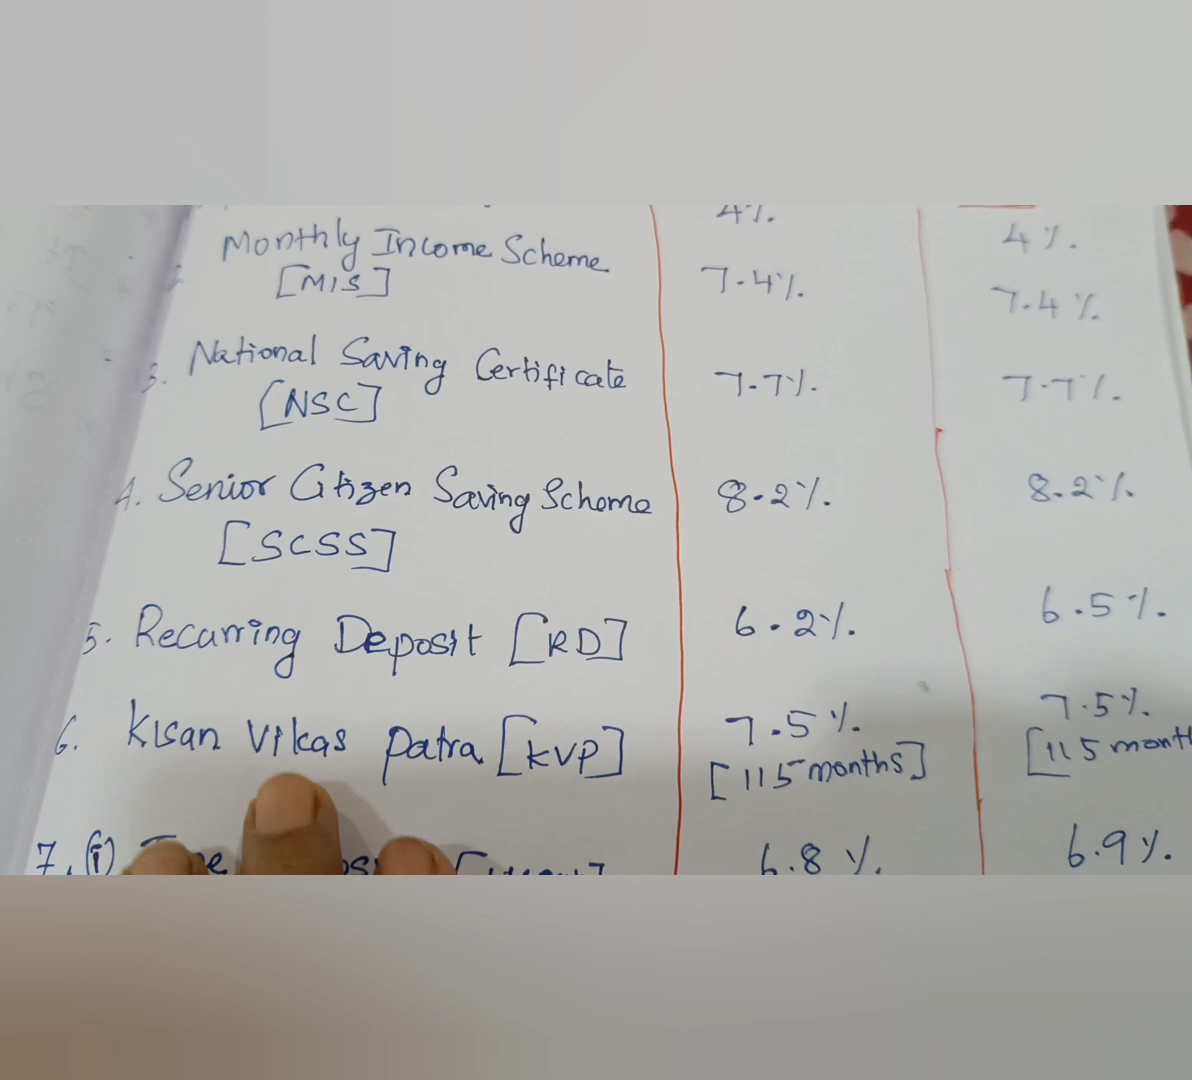 4%. 4%.
Monthly Income Scheme 7.4%. 7.4%.
[MIS]
3. National Saving Certificate 7.7%. 7.7%.
[NSC]
4. Senior Citizen Saving Scheme 8.2%. 8.2%.
[SCSS]
5. Recurring Deposit [RD] 6.2%. 6.5%.
6. Kisan Vikas Patra [KVP] 7.5%. 7.5%.
[115 months] [115 month
7. (i) 6.8%. 6.9%.